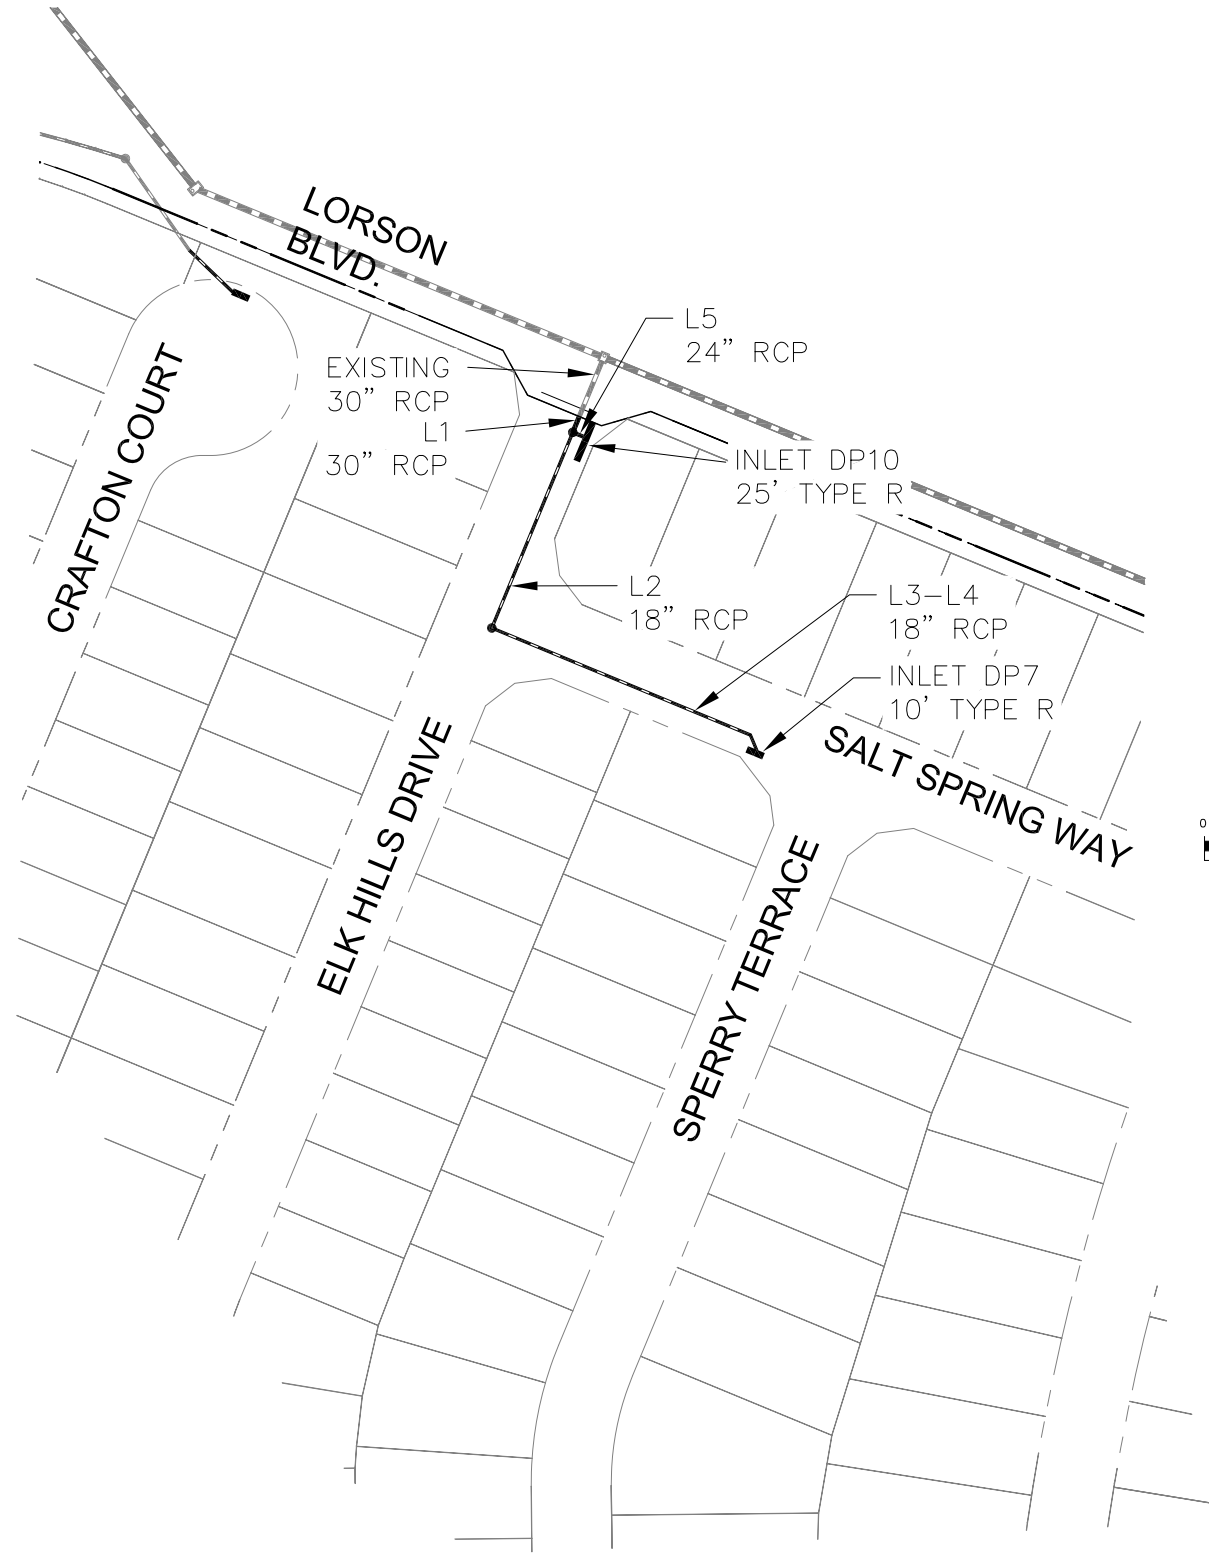 LORSON
BLVD.
L5
24” RCP
EXISTING
30” RCP
L1
30” RCP
INLET DP10
25’ TYPE R
CRAFTON COURT
L2
18” RCP
L3-L4
18” RCP
INLET DP7
10’ TYPE R
SALT SPRING WAY
ELK HILLS DRIVE
SPERRY TERRACE
0